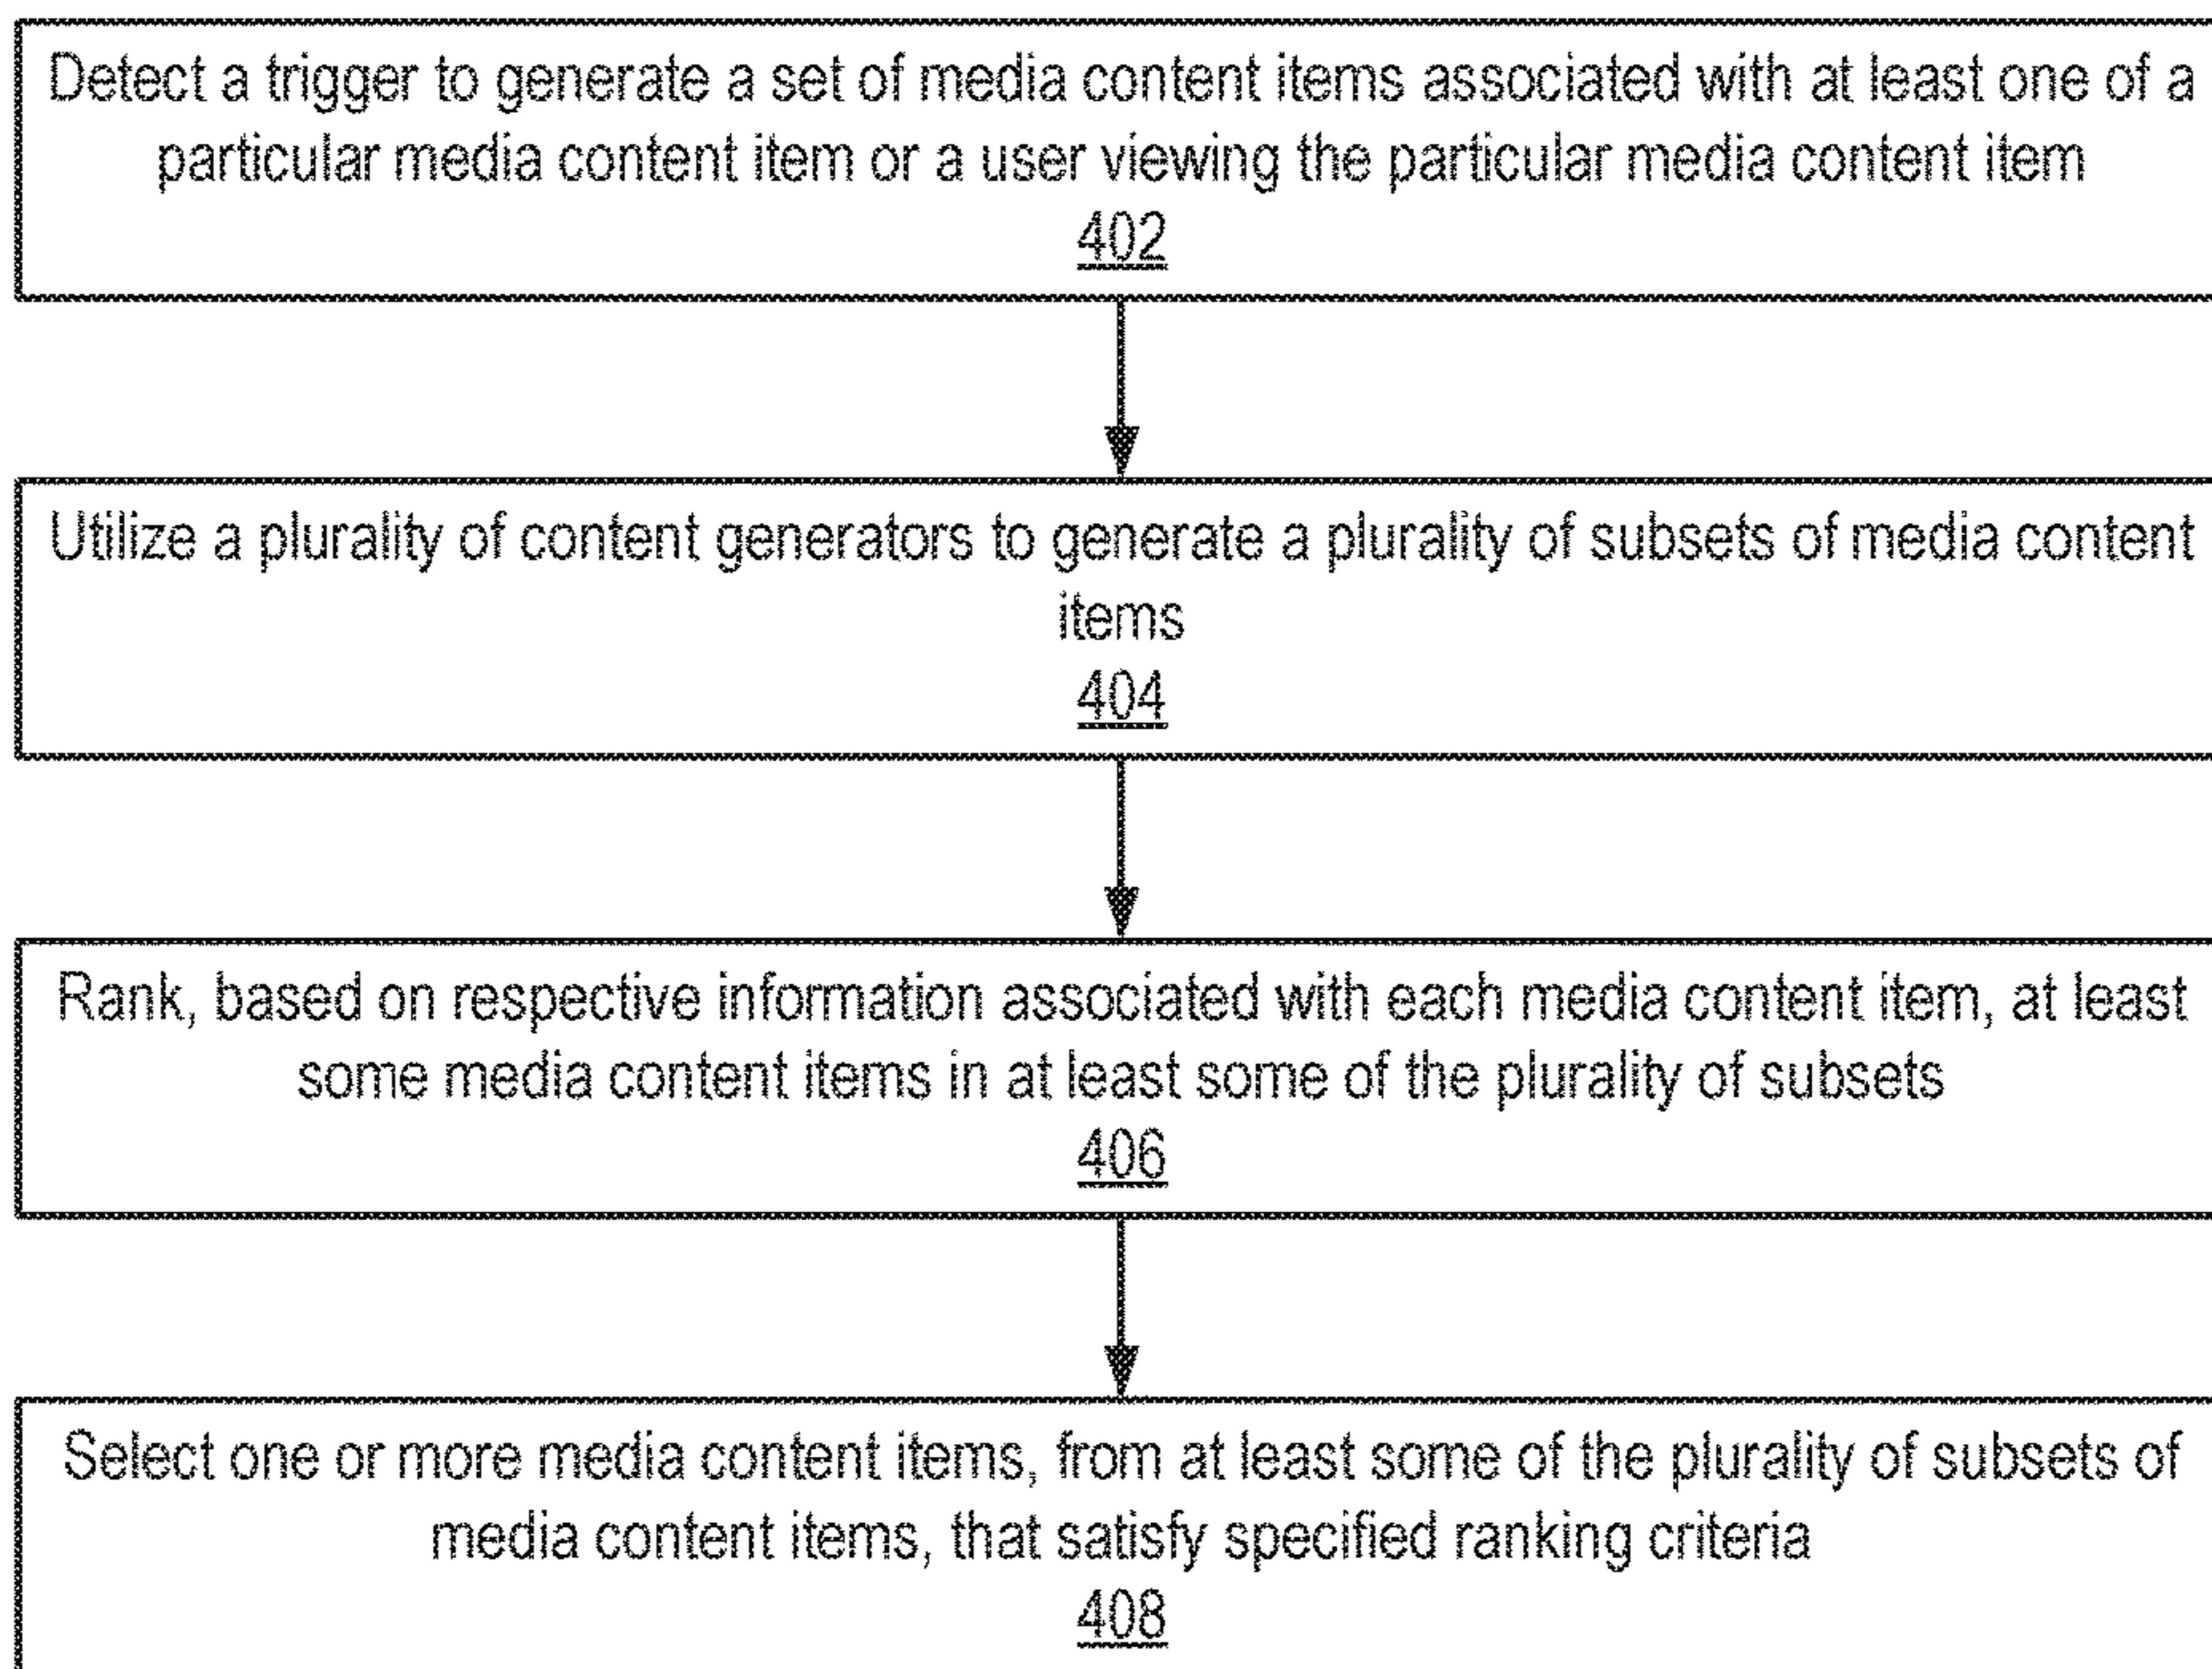 Detect a trigger to generate a set of media content items associated with at least one of a
particular media content item or a user viewing the particular media content item
402
Utilize a plurality of content generators to generate a plurality of subsets of media content
items
404
Rank, based on respective information associated with each media content item, at least
some media content items in at least some of the plurality of subsets
406
Select one or more media content items, from at least some of the plurality of subsets of
media content items, that satisfy specified ranking criteria
408